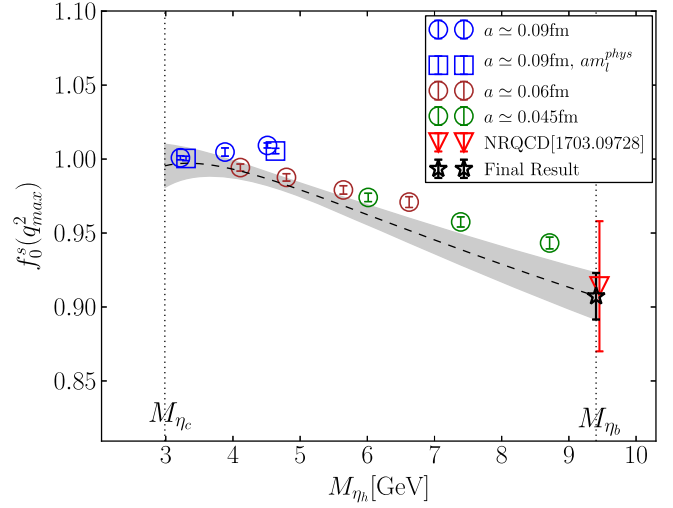 1.10
1.05
1.00
0.95
0.90
0.85
f_0^s(q^2_{max})
a ≃ 0.09fm
a ≃ 0.09fm, am_l^{phys}
a ≃ 0.06fm
a ≃ 0.045fm
NRQCD[1703.09728]
Final Result
M_{η_c}
M_{η_b}
3 4 5 6 7 8 9 10
M_{η_h}[GeV]